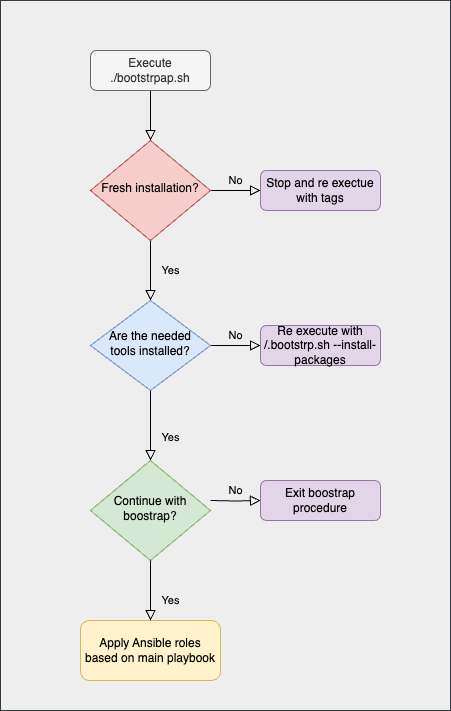 Execute
./bootstrpap.sh
Fresh installation?
No
Stop and re exectue
with tags
Yes
Are the needed
tools installed?
No
Re execute with
/.bootstrp.sh --install-
packages
Yes
Continue with
boostrap?
No
Exit boostrap
procedure
Yes
Apply Ansible roles
based on main playbook